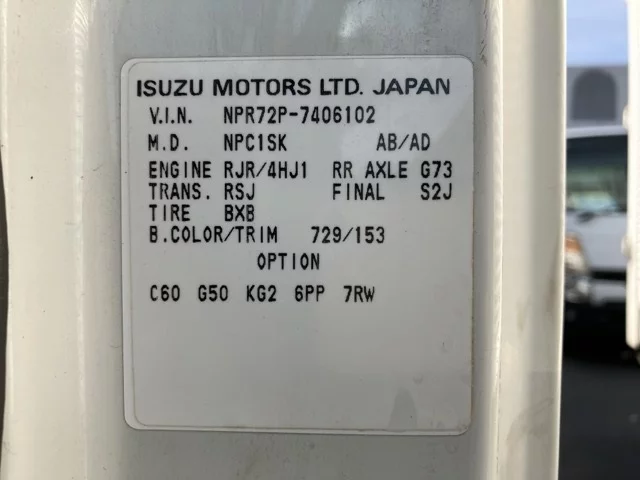 ISUZU MOTORS LTD. JAPAN
V.I.N. NPR72P-7406102
M.D. NPC1SK AB/AD
ENGINE RJR/4HJ1 RR AXLE G73
TRANS. RSJ FINAL S2J
TIRE BXB
B.COLOR/TRIM 729/153
OPTION
C60 G50 KG2 6PP 7RW